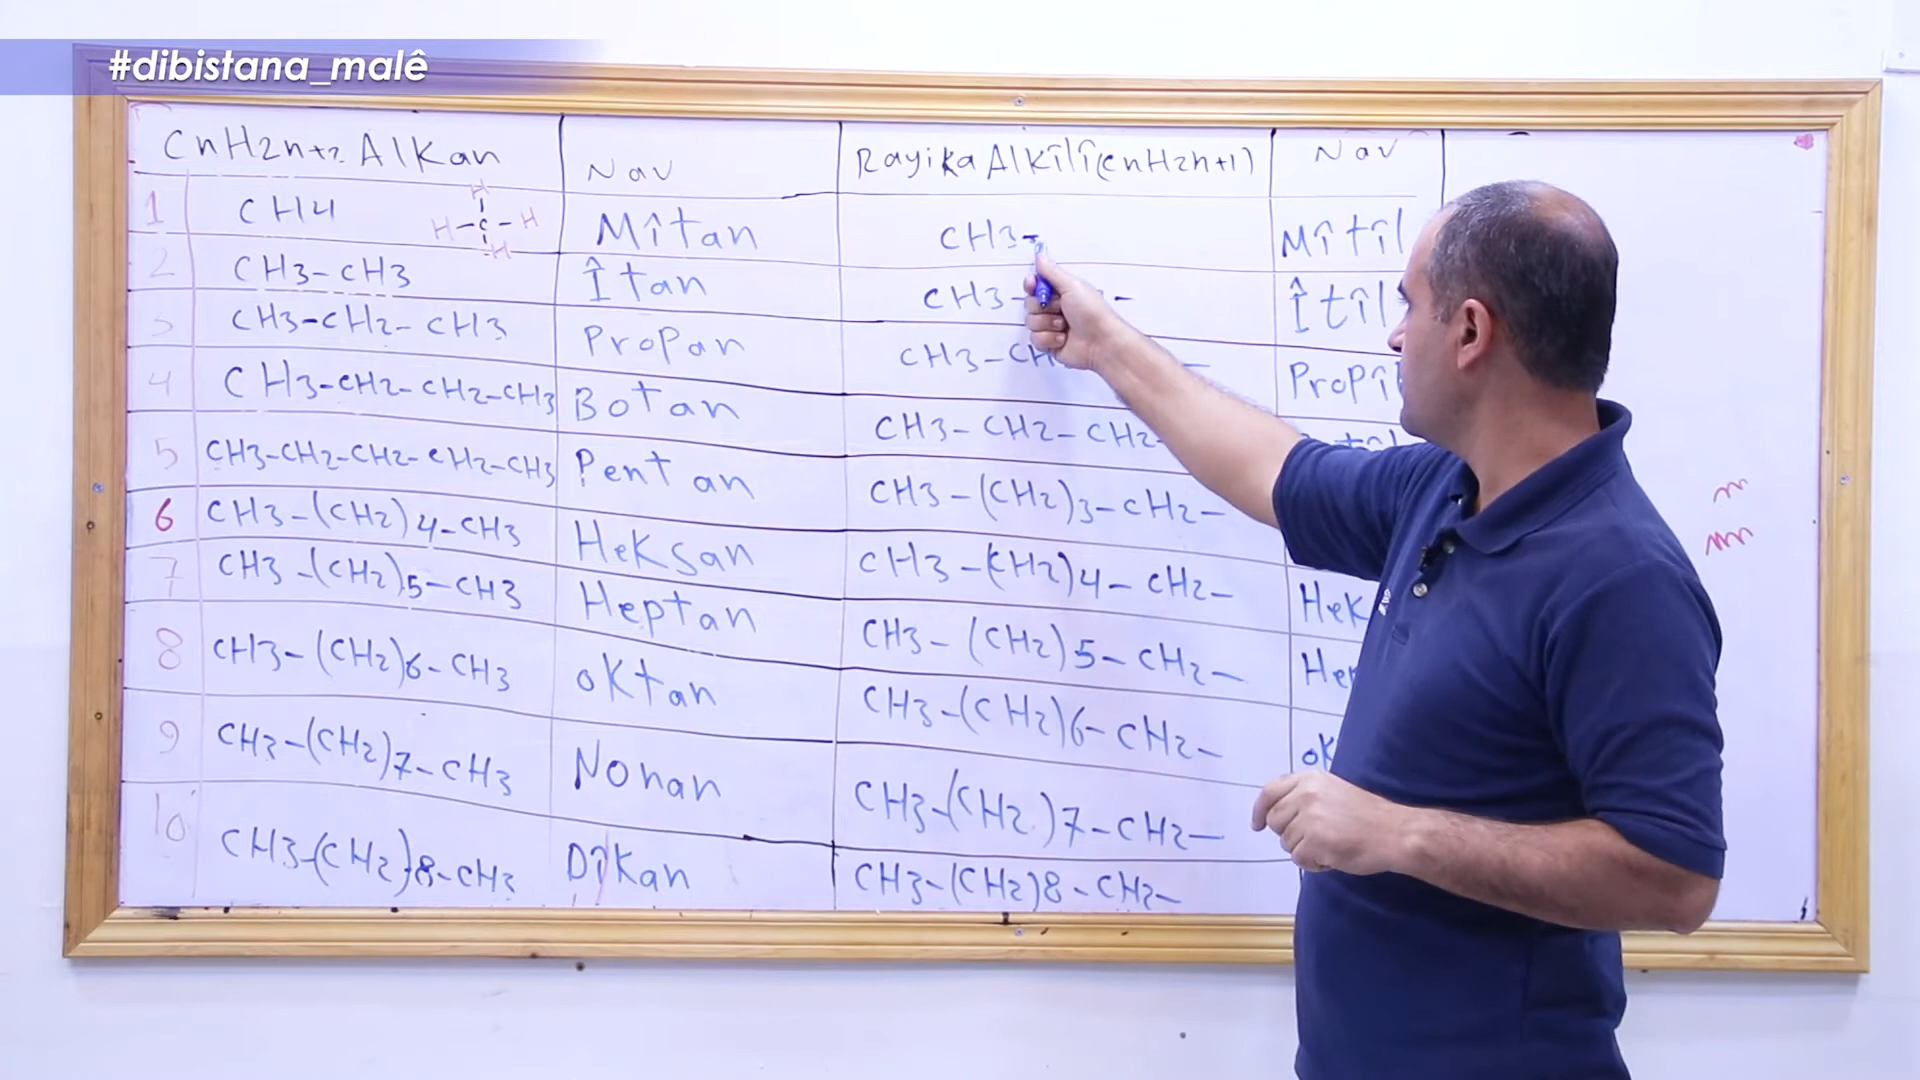 #dibistana_malê
CnH2n+2 Alkan
Nav
Rayika Alkîlî (CnH2n+1)
Nav
1
CH4
H
H-C-H
H
Mîtan
CH3-
Mîtîl
2
CH3-CH3
Îtan
CH3-
Îtîl
3
CH3-CH2-CH3
Propan
CH3-
Propîl
4
CH3-CH2-CH2-CH3
Botan
CH3-CH2-CH2-
5
CH3-CH2-CH2-CH2-CH3
Pentan
CH3-(CH2)3-CH2-
6
CH3-(CH2)4-CH3
Heksan
CH3-(CH2)4-CH2-
7
CH3-(CH2)5-CH3
Heptan
CH3-(CH2)5-CH2-
8
CH3-(CH2)6-CH3
oktan
CH3-(CH2)6-CH2-
9
CH3-(CH2)7-CH3
Nonan
CH3-(CH2)7-CH2-
10
CH3-(CH2)8-CH3
Dîkan
CH3-(CH2)8-CH2-